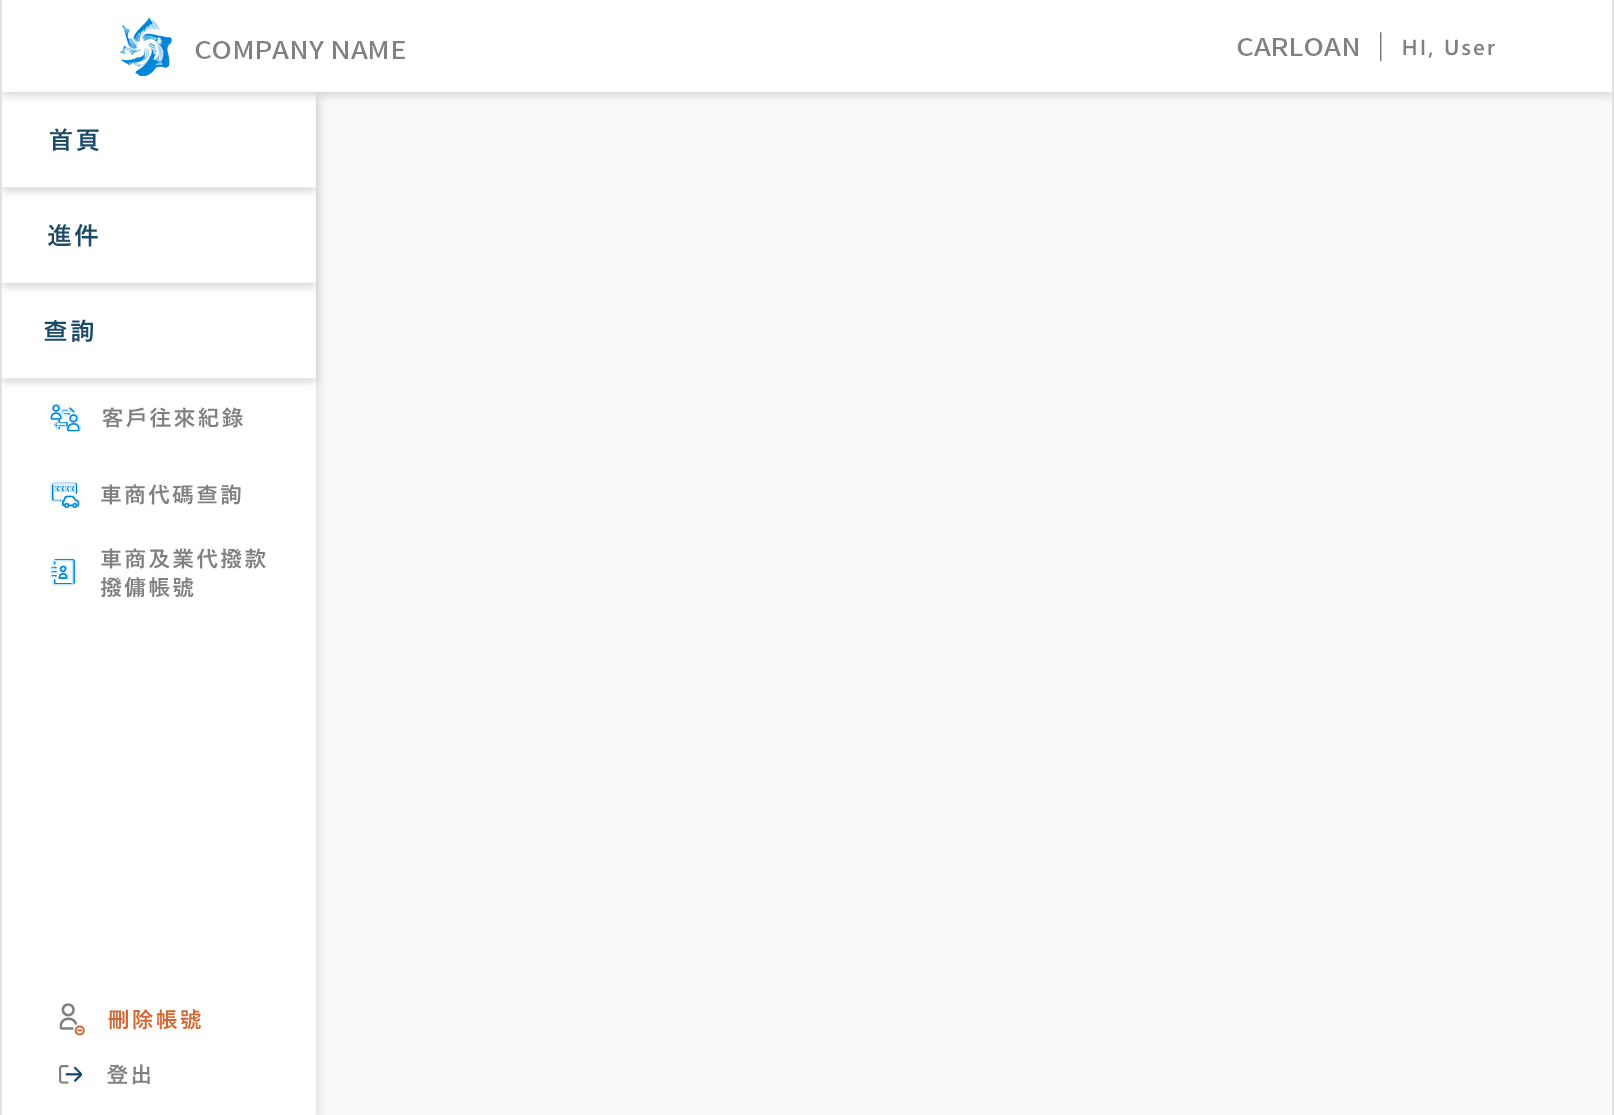 COMPANY NAME
CARLOAN
HI, User
首頁
進件
查詢
客戶往來紀錄
車商代碼查詢
車商及業代撥款
撥傭帳號
刪除帳號
登出